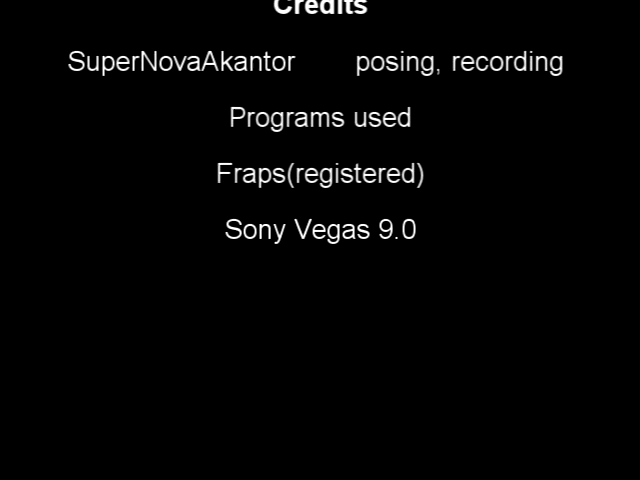 Credits
SuperNovaAkantor posing, recording
Programs used
Fraps(registered)
Sony Vegas 9.0